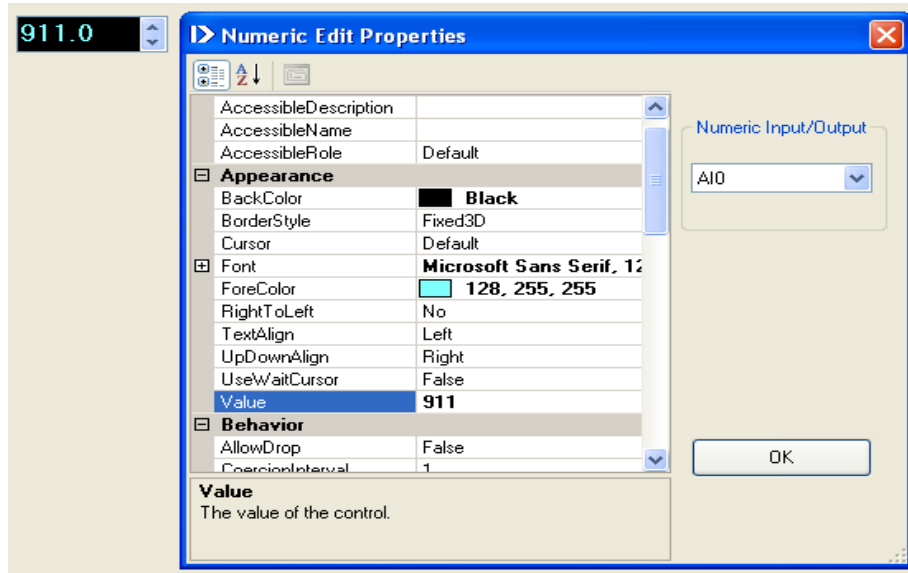 911.0
Numeric Edit Properties
AccessibleDescription
AccessibleName
AccessibleRole Default
Appearance
BackColor Black
BorderStyle Fixed3D
Cursor Default
Font Microsoft Sans Serif, 12
ForeColor 128, 255, 255
RightToLeft No
TextAlign Left
UpDownAlign Right
UseWaitCursor False
Value 911
Behavior
AllowDrop False
CoercionInterval 1
Value
The value of the control.
Numeric Input/Output
AI0
OK